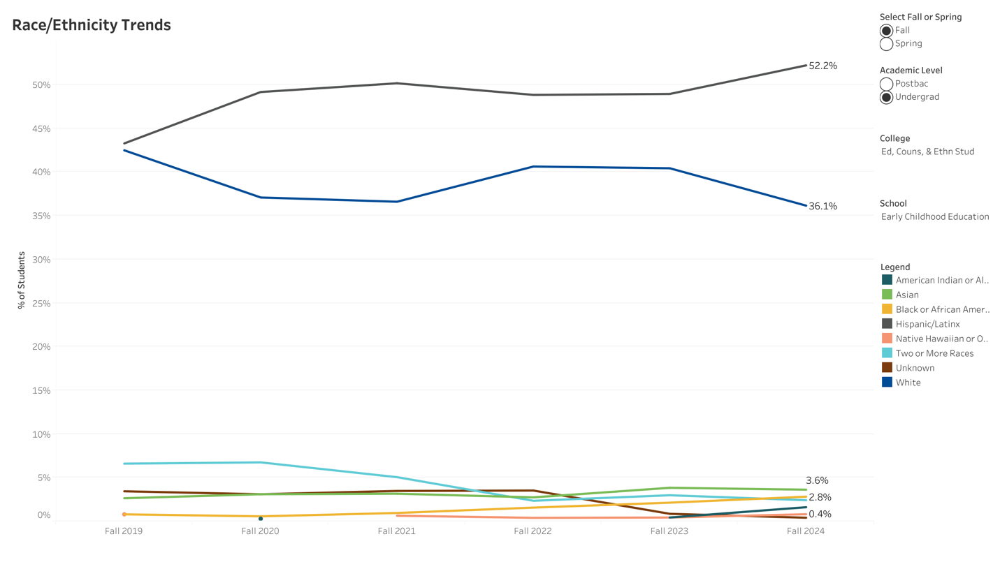 Race/Ethnicity Trends
% of Students
50%
45%
40%
35%
30%
25%
20%
15%
10%
5%
0%
52.2%
36.1%
3.6%
2.8%
0.4%
Fall 2019
Fall 2020
Fall 2021
Fall 2022
Fall 2023
Fall 2024
Select Fall or Spring
Fall
Spring
Academic Level
Postbac
Undergrad
College
Ed, Couns, & Ethn Stud
School
Early Childhood Education
Legend
American Indian or Al..
Asian
Black or African Amer..
Hispanic/Latinx
Native Hawaiian or O..
Two or More Races
Unknown
White